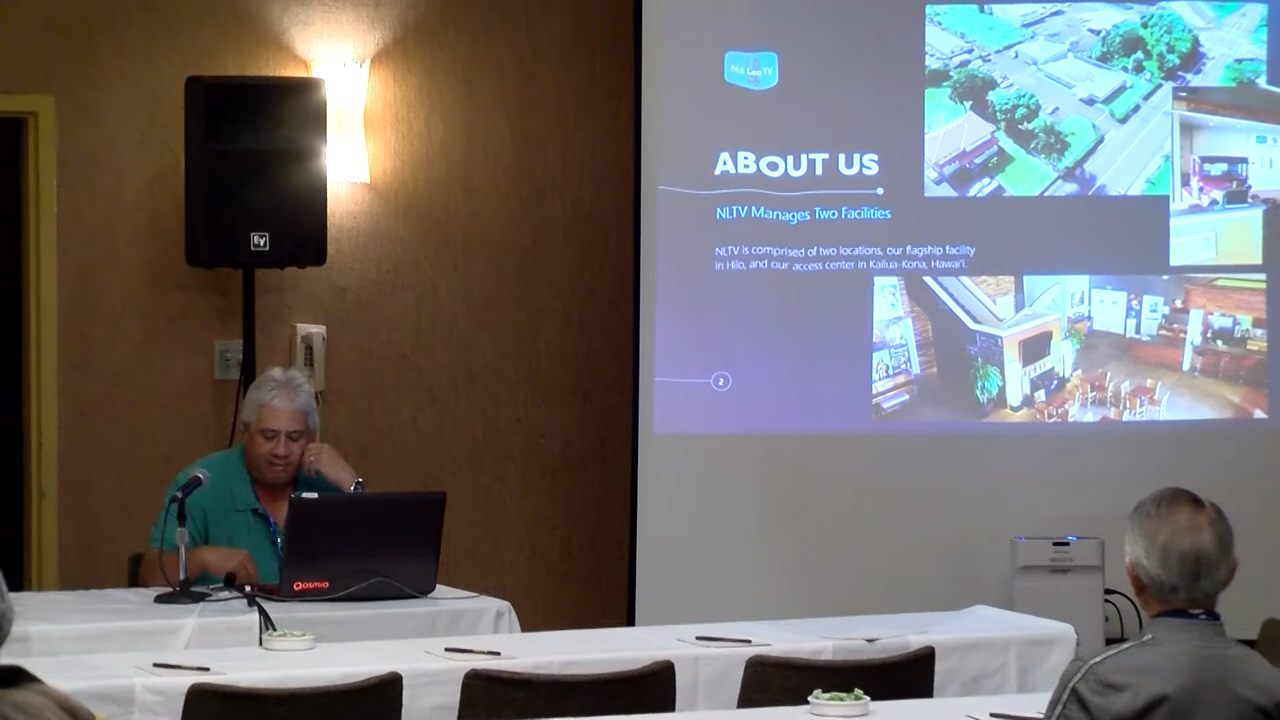 Nā Leo TV
ABOUT US
NLTV Manages Two Facilities
NLTV is comprised of two locations, our flagship facility
in Hilo, and our access center in Kailua-Kona, Hawai'i.
2
EV
Qosmio